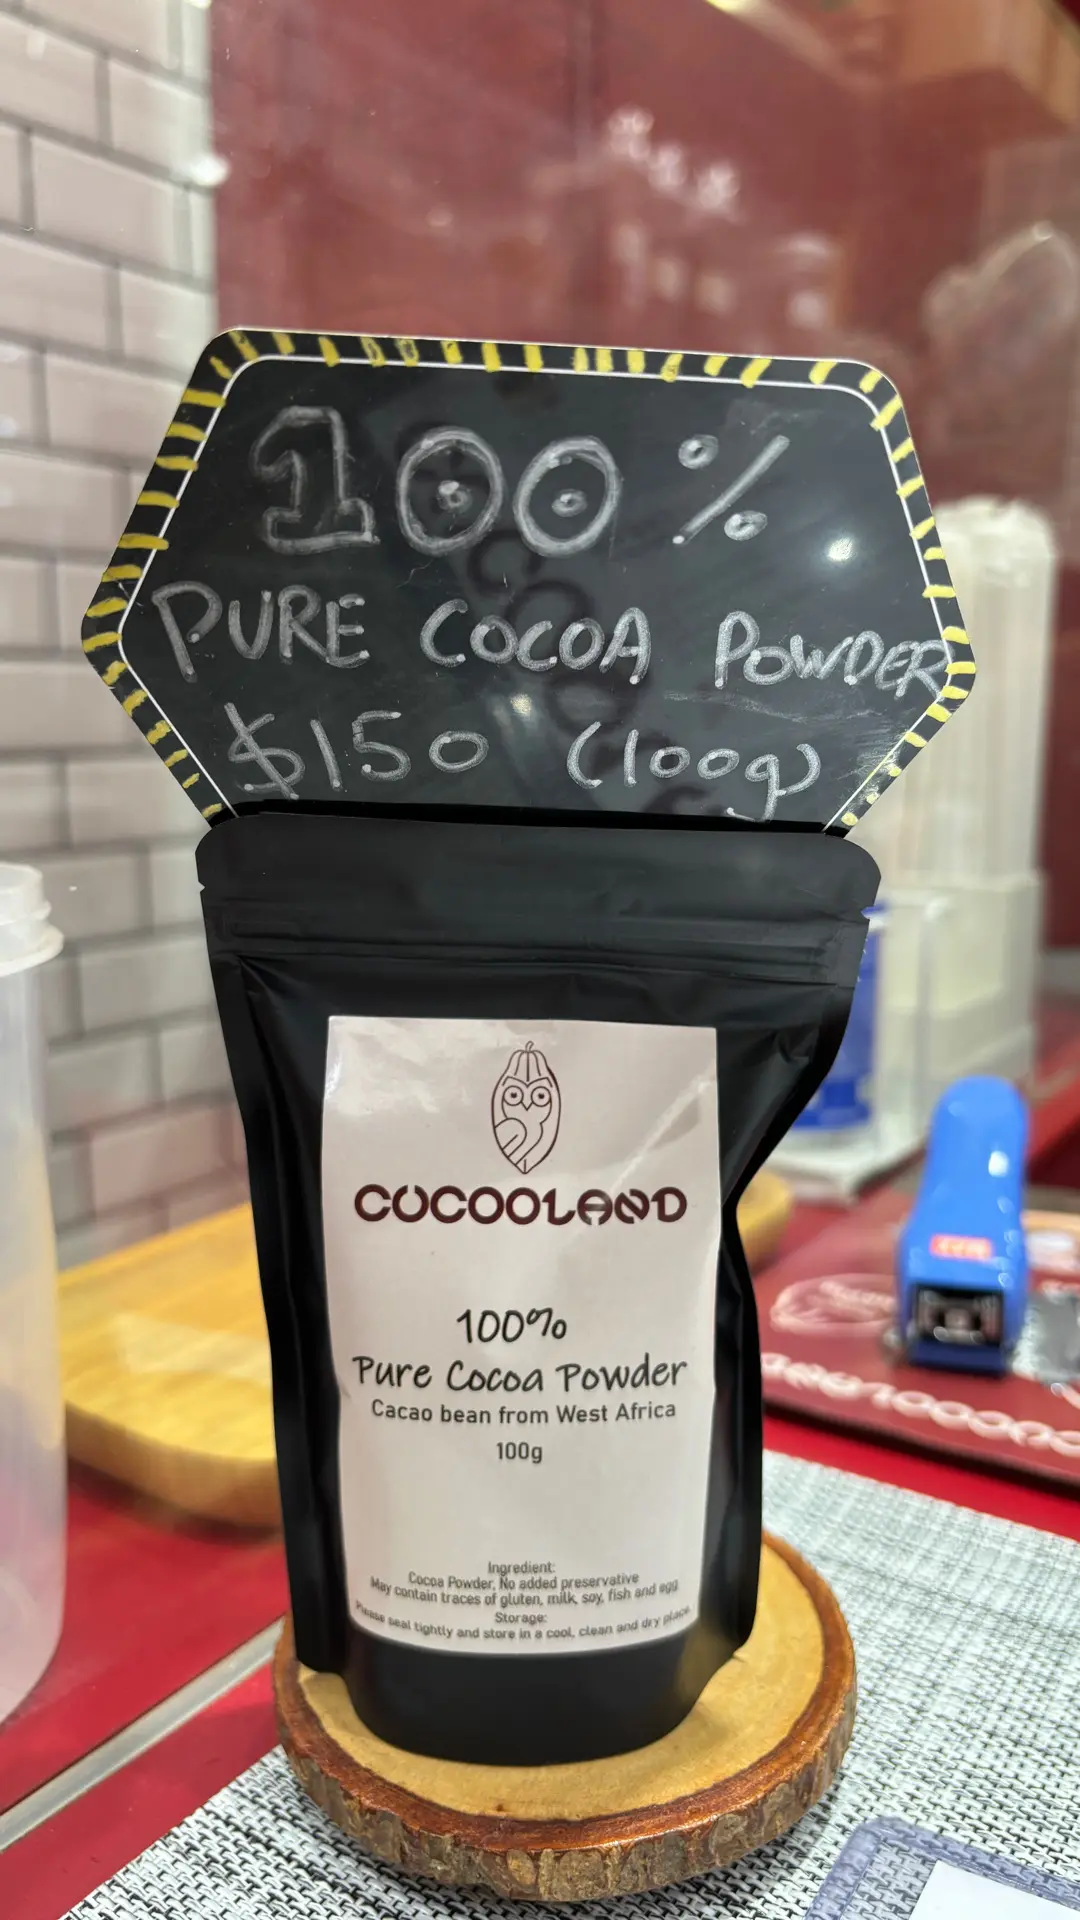 100%
PURE COCOA POWDER
$150 (100g)
COCOOLAND
100%
Pure Cocoa Powder
Cacao bean from West Africa
100g
Ingredient:
Cocoa Powder, No added preservative
May contain traces of gluten, milk, soy, fish and egg
Storage:
Please seal tightly and store in a cool, clean and dry place.